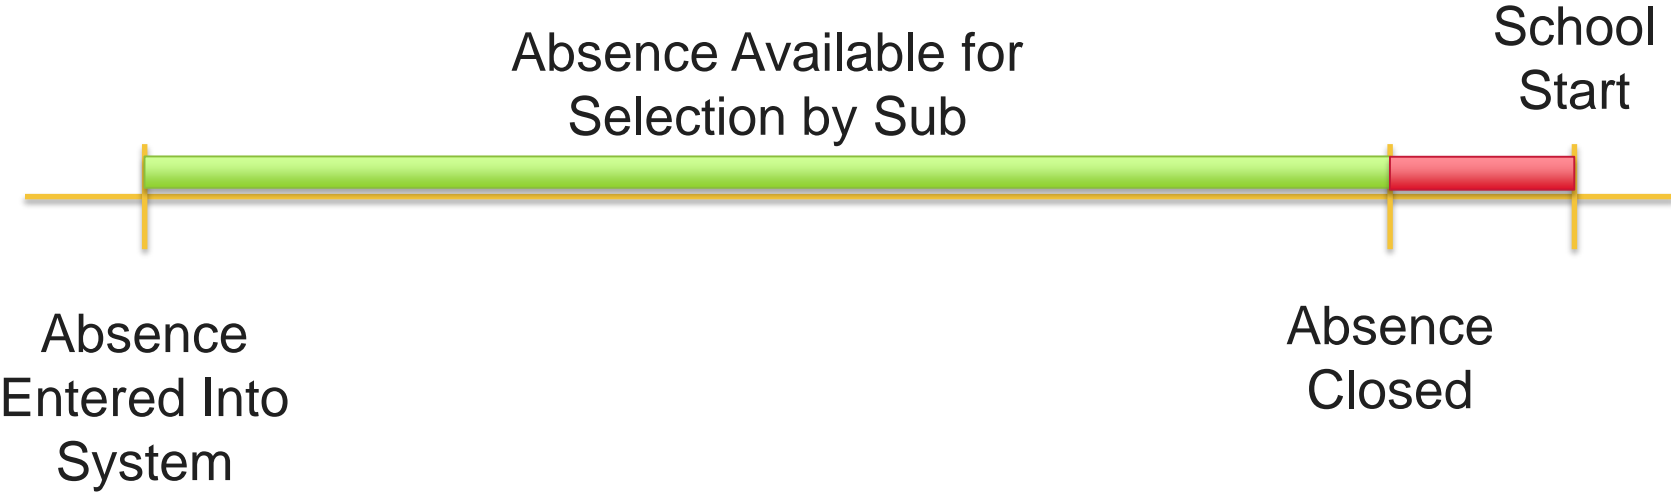 Absence Available for
Selection by Sub
School
Start
Absence
Entered Into
System
Absence
Closed